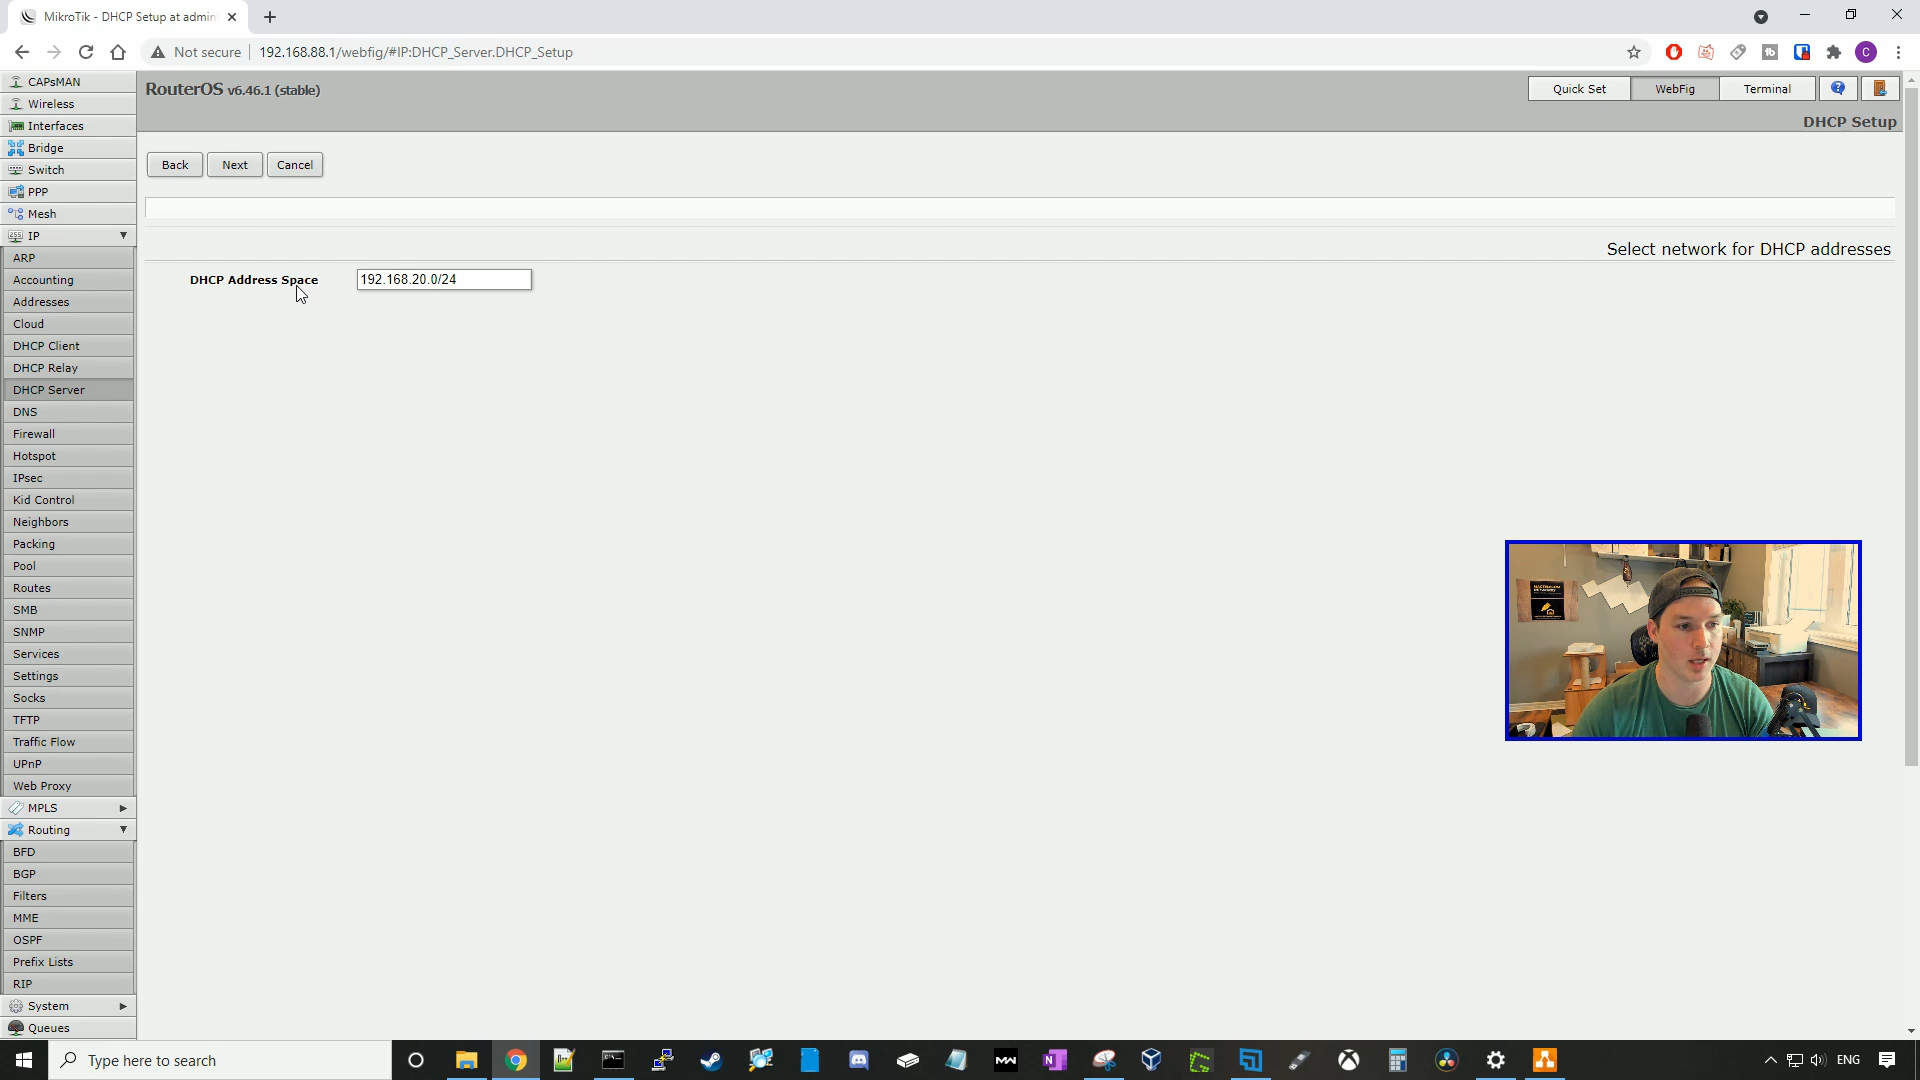 MikroTik - DHCP Setup at admin
Not secure
192.168.88.1/webfig/#IP:DHCP_Server.DHCP_Setup
C
CAPsMAN
Wireless
Interfaces
Bridge
Switch
PPP
Mesh
IP
ARP
Accounting
Addresses
Cloud
DHCP Client
DHCP Relay
DHCP Server
DNS
Firewall
Hotspot
IPsec
Kid Control
Neighbors
Packing
Pool
Routes
SMB
SNMP
Services
Settings
Socks
TFTP
Traffic Flow
UPnP
Web Proxy
MPLS
Routing
BFD
BGP
Filters
MME
OSPF
Prefix Lists
RIP
System
Queues
RouterOS v6.46.1 (stable)
Quick Set
WebFig
Terminal
DHCP Setup
Back
Next
Cancel
Select network for DHCP addresses
DHCP Address Space
192.168.20.0/24
Type here to search
ENG